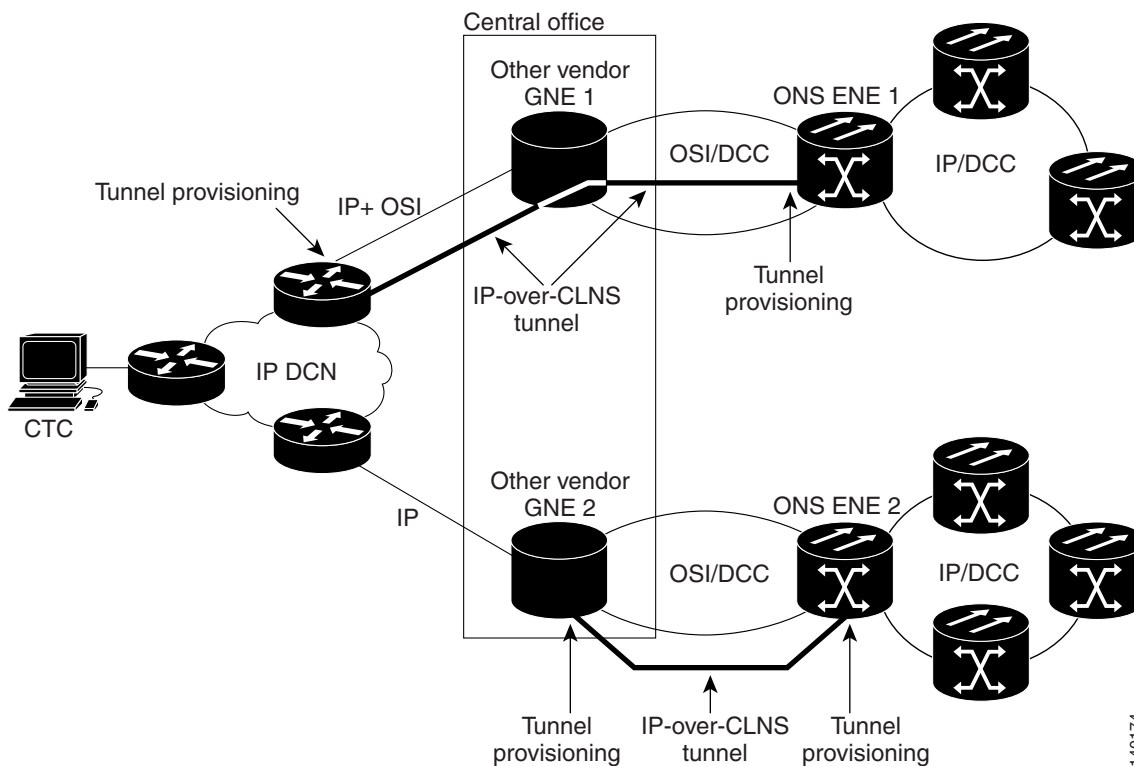 Central office
Other vendor
GNE 1
ONS ENE 1
OSI/DCC
IP/DCC
Tunnel provisioning
IP+ OSI
IP-over-CLNS
tunnel
Tunnel
provisioning
IP DCN
CTC
Other vendor
GNE 2
ONS ENE 2
IP
OSI/DCC
IP/DCC
Tunnel
provisioning
IP-over-CLNS
tunnel
Tunnel
provisioning
140174